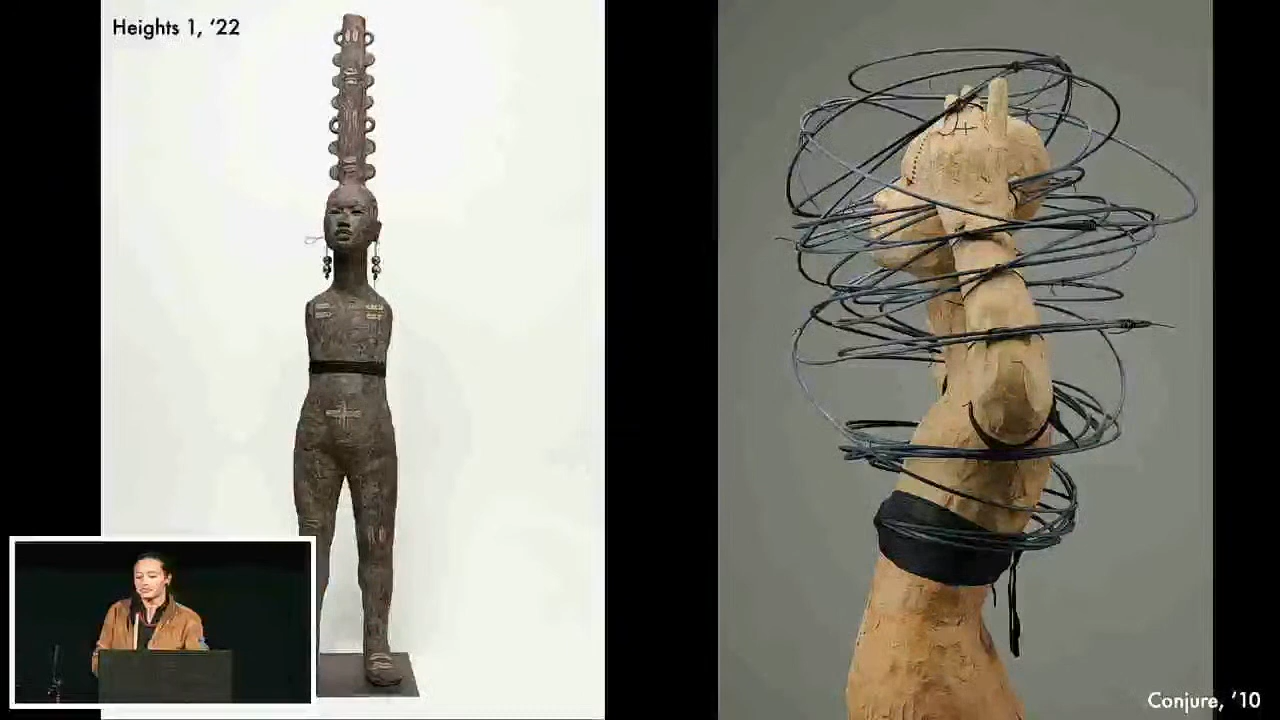 Heights 1, ‘22
Conjure, ‘10